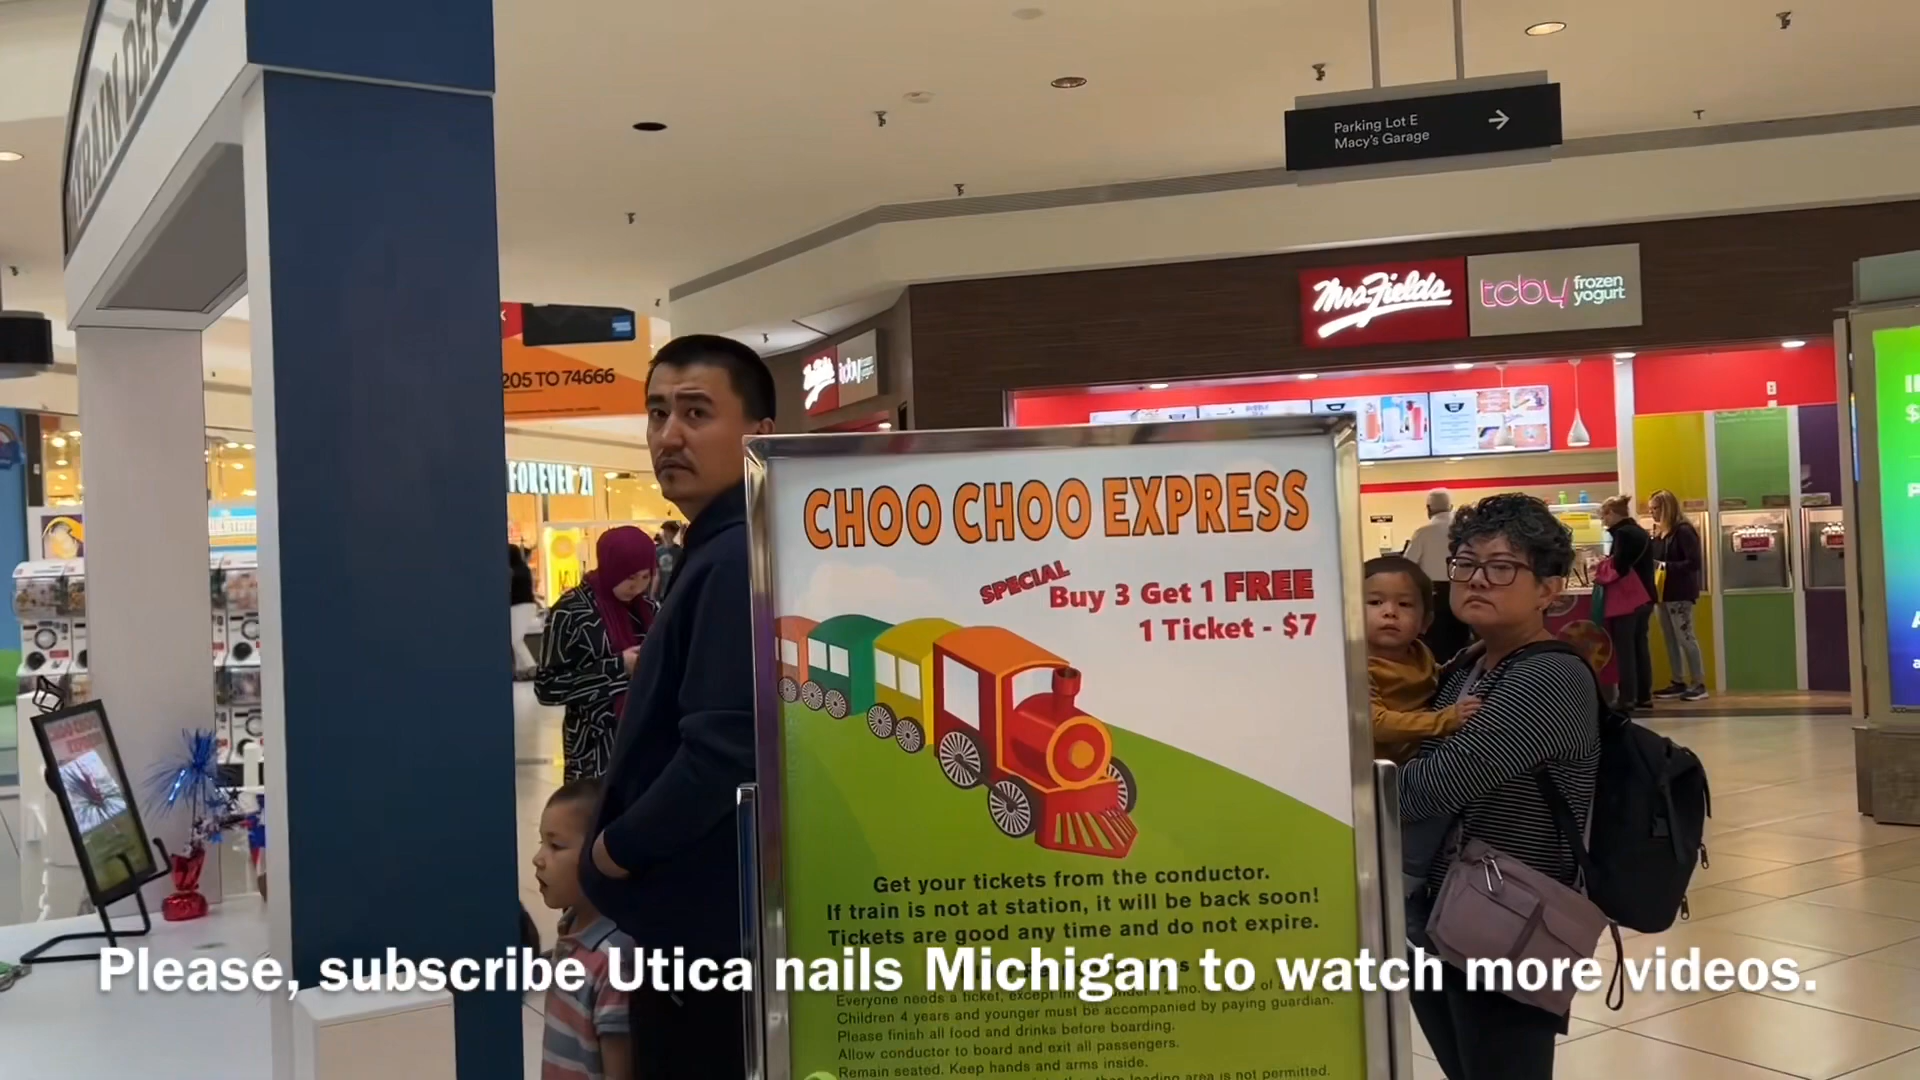 TRAIN DEPO
Parking Lot E
Macy's Garage
Mrs. Fields
tcby frozen
yogurt
205 TO 74666
FOREVER 21
CHOO CHOO EXPRESS
SPECIAL
Buy 3 Get 1 FREE
1 Ticket - $7
Get your tickets from the conductor.
If train is not at station, it will be back soon!
Tickets are good any time and do not expire.
Please, subscribe Utica nails Michigan to watch more videos.
Everyone needs a ticket, except
Children 4 years and younger must be accompanied by paying guardian.
Please finish all food and drinks before boarding.
Allow conductor to board and exit all passengers.
Remain seated. Keep hands and arms inside.
than loading area is not permitted.